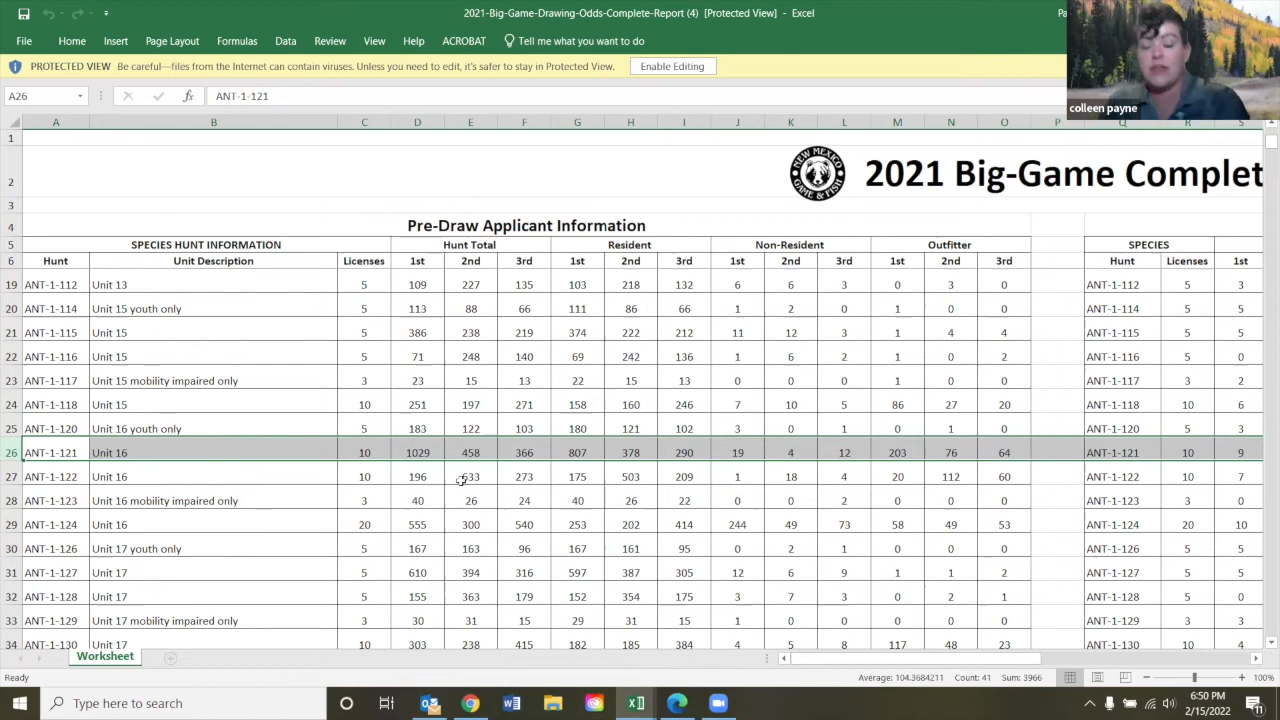 2021-Big-Game-Drawing-Odds-Complete-Report (4) [Protected View] - Excel
Pa
File Home Insert Page Layout Formulas Data Review View Help ACROBAT Tell me what you want to do
PROTECTED VIEW Be careful—files from the Internet can contain viruses. Unless you need to edit, it's safer to stay in Protected View. Enable Editing
colleen payne
A26 fx ANT-1-121
A B C D E F G H I J K L M N O P Q R S
1
2 NEW MEXICO GAME & FISH 2021 Big-Game Complet
3
4 Pre-Draw Applicant Information
5 SPECIES HUNT INFORMATION Hunt Total Resident Non-Resident Outfitter SPECIES
6 Hunt Unit Description Licenses 1st 2nd 3rd 1st 2nd 3rd 1st 2nd 3rd 1st 2nd 3rd Hunt Licenses 1st
19 ANT-1-112 Unit 13 5 109 227 135 103 218 132 6 6 3 0 3 0 ANT-1-112 5 3
20 ANT-1-114 Unit 15 youth only 5 113 88 66 111 86 66 1 2 0 1 0 0 ANT-1-114 5 5
21 ANT-1-115 Unit 15 5 386 238 219 374 222 212 11 12 3 1 4 4 ANT-1-115 5 5
22 ANT-1-116 Unit 15 5 71 248 140 69 242 136 1 6 2 1 0 2 ANT-1-116 5 0
23 ANT-1-117 Unit 15 mobility impaired only 3 23 15 13 22 15 13 0 0 0 1 0 0 ANT-1-117 3 2
24 ANT-1-118 Unit 15 10 251 197 271 158 160 246 7 10 5 86 27 20 ANT-1-118 10 6
25 ANT-1-120 Unit 16 youth only 5 183 122 103 180 121 102 3 0 1 0 1 0 ANT-1-120 5 3
26 ANT-1-121 Unit 16 10 1029 458 366 807 378 290 19 4 12 203 76 64 ANT-1-121 10 9
27 ANT-1-122 Unit 16 10 196 533 273 175 503 209 1 18 4 20 112 60 ANT-1-122 10 7
28 ANT-1-123 Unit 16 mobility impaired only 3 40 26 24 40 26 22 0 0 2 0 0 0 ANT-1-123 3 0
29 ANT-1-124 Unit 16 20 555 300 540 253 202 414 244 49 73 58 49 53 ANT-1-124 20 10
30 ANT-1-126 Unit 17 youth only 5 167 163 96 167 161 95 0 2 1 0 0 0 ANT-1-126 5 5
31 ANT-1-127 Unit 17 5 610 394 316 597 387 305 12 6 9 1 1 2 ANT-1-127 5 5
32 ANT-1-128 Unit 17 5 155 363 179 152 354 175 3 7 3 0 2 1 ANT-1-128 5 0
33 ANT-1-129 Unit 17 mobility impaired only 3 30 31 15 29 31 15 1 0 0 0 0 0 ANT-1-129 3 3
34 ANT-1-130 Unit 17 10 303 238 415 182 185 384 4 5 8 117 48 23 ANT-1-130 10 4
Worksheet
Ready Average: 104.3684211 Count: 41 Sum: 3966 100%
Type here to search 6:50 PM
2/15/2022 11